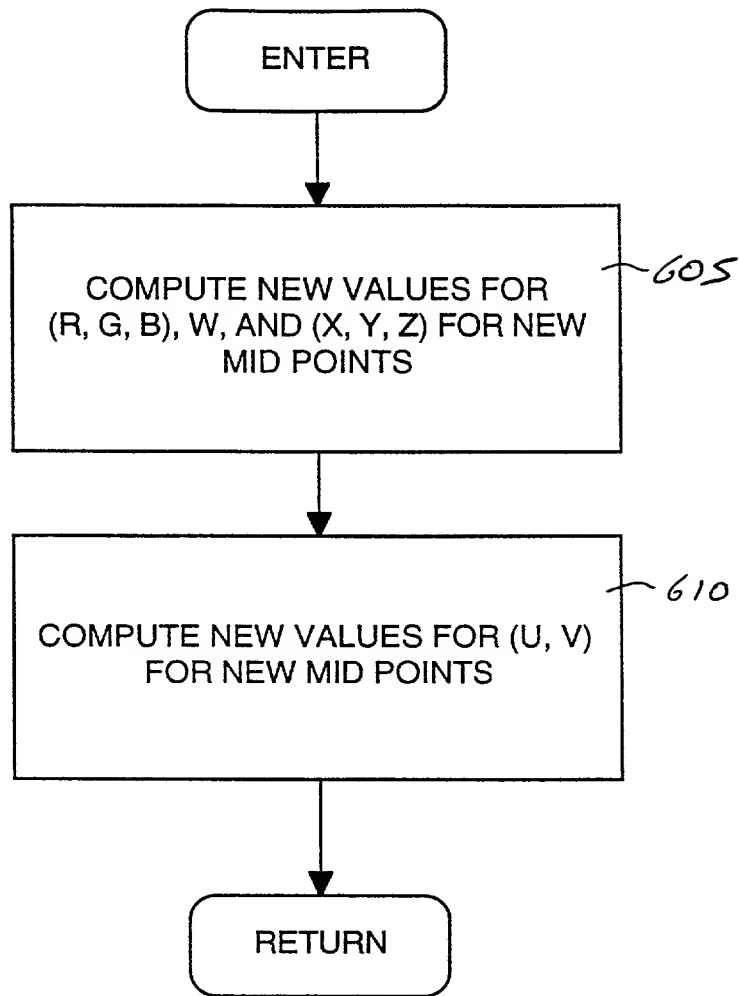 ENTER
COMPUTE NEW VALUES FOR
(R, G, B), W, AND (X, Y, Z) FOR NEW
MID POINTS
605
COMPUTE NEW VALUES FOR (U, V)
FOR NEW MID POINTS
610
RETURN